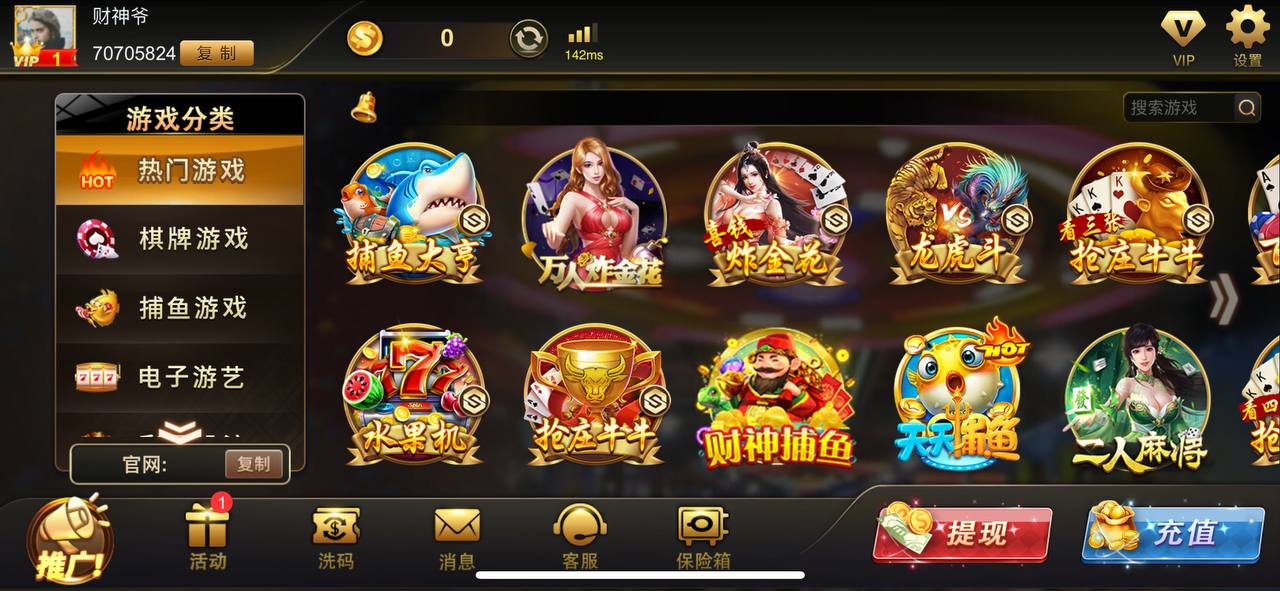 财神爷
VIP 1
70705824
复制
0
142ms
VIP
设置
游戏分类
搜索游戏
HOT
热门游戏
棋牌游戏
捕鱼游戏
777
电子游艺
官网:
复制
捕鱼大亨
万人炸金花
喜钱
炸金花
VS
龙虎斗
看三张
抢庄牛牛
777
水果机
抢庄牛牛
财神捕鱼
HOT
天天捕鱼
發
二人麻将
看四
抢
推广!
1
活动
洗码
消息
客服
保险箱
提现
充值